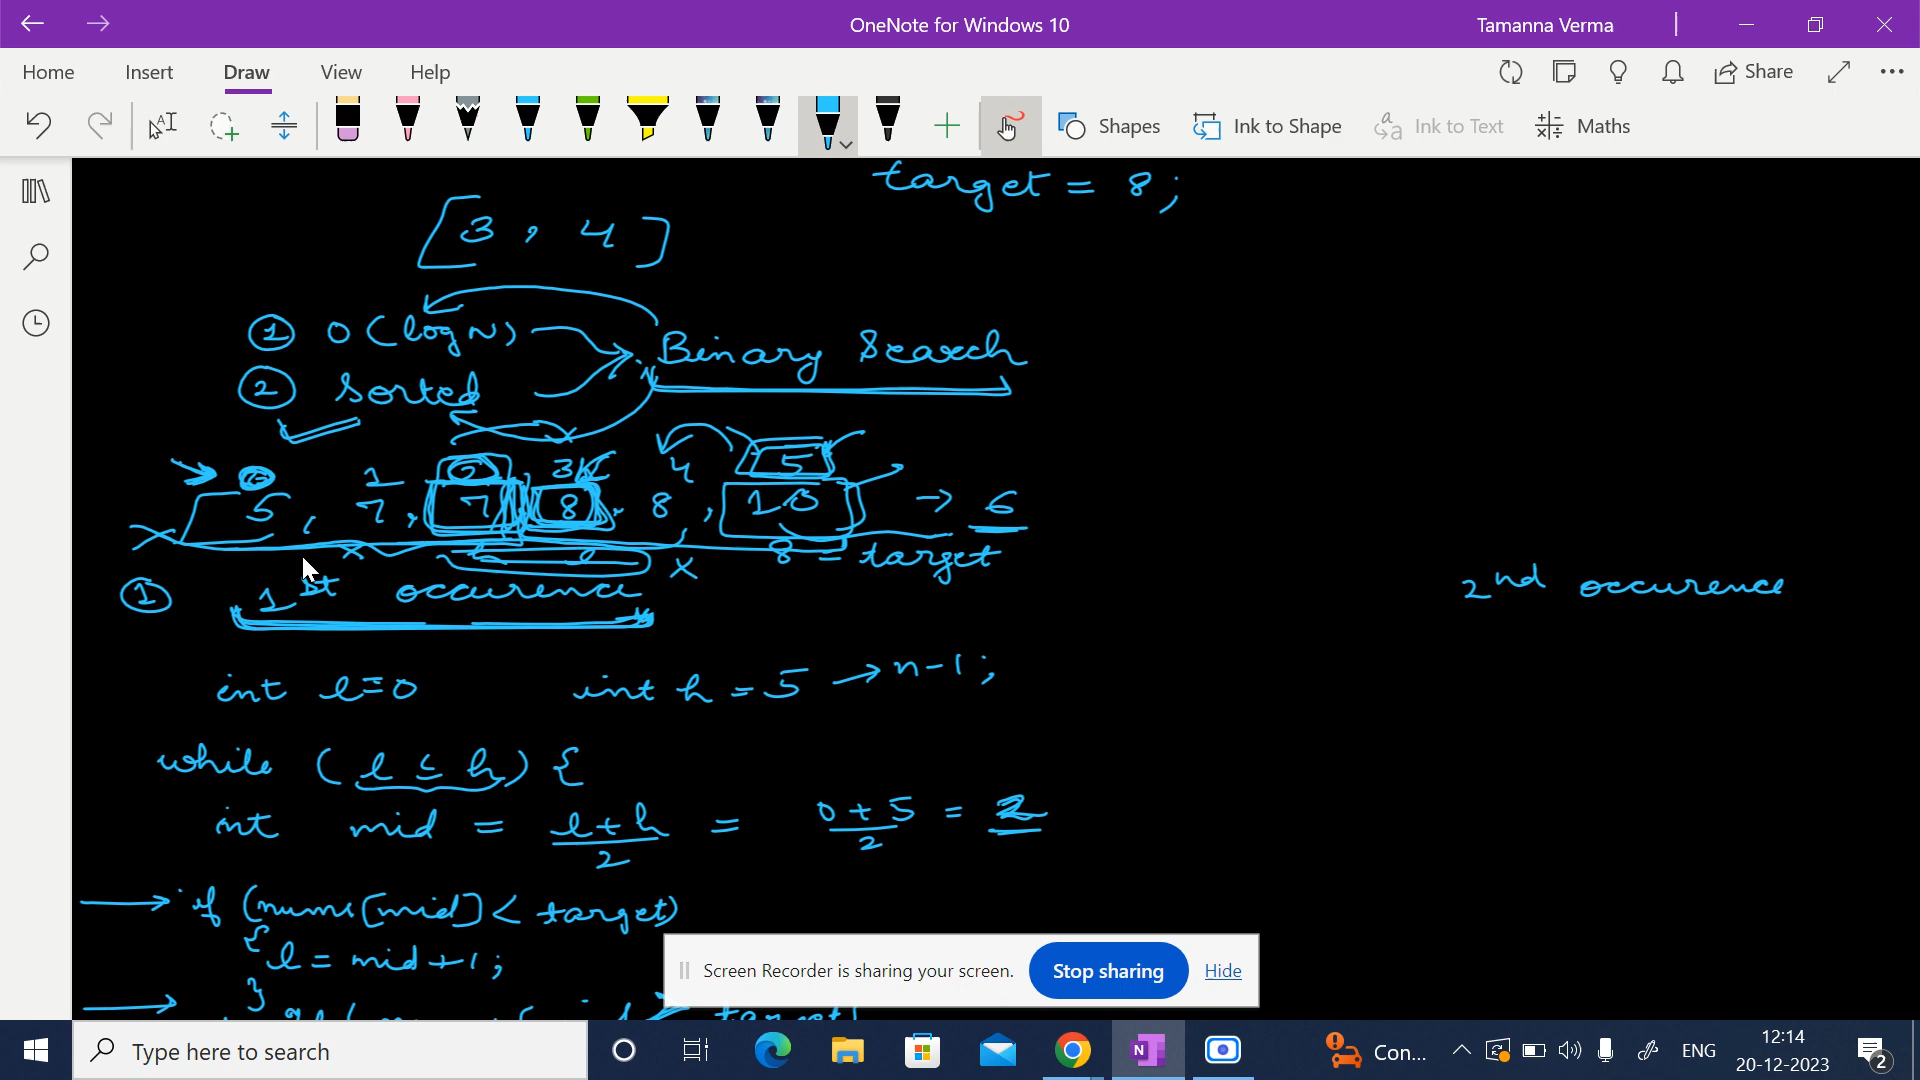 OneNote for Windows 10
Tamanna Verma
Home Insert Draw View Help
Share
Shapes Ink to Shape Ink to Text Maths
target = 8;
[3, 4]
① O(log N)
Binary Search
② Sorted
1 2 3 4 5
5, 7, 7, 8, 8, 10 → 6
8 = target
① 1st occurence
2nd occurence
int l=0 int h = 5 → n-1;
while (l ≤ h) {
int mid = l+h/2 = 0+5/2 = 2
→ if (nums[mid] < target)
{ l = mid+1;
}
Screen Recorder is sharing your screen. Stop sharing Hide
target)
Type here to search
Con...
ENG
12:14
20-12-2023
2